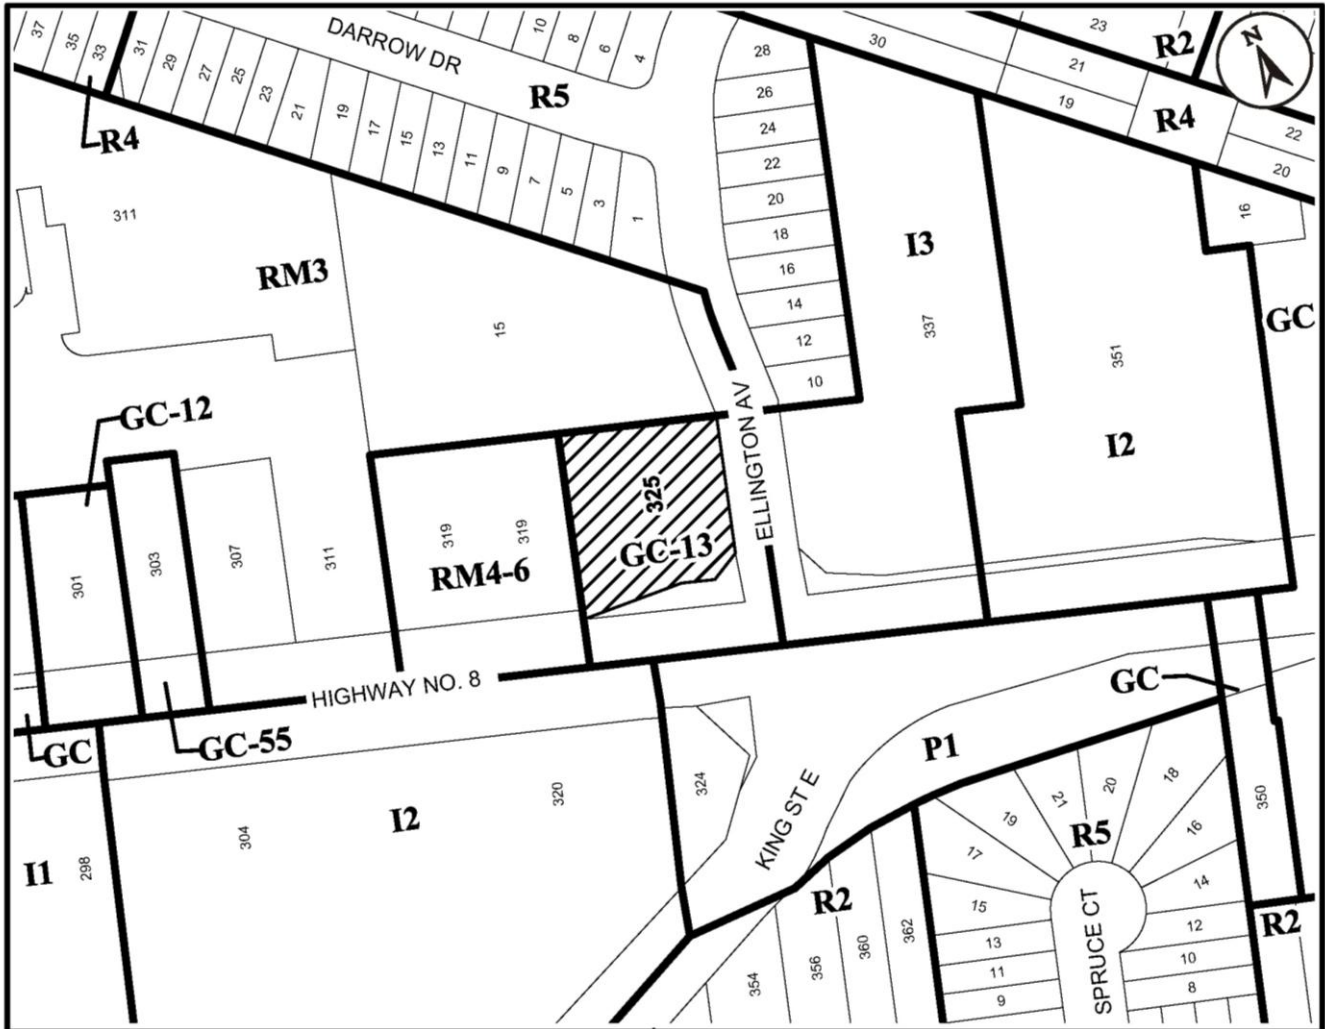 37
35
33
31
29
27
25
23
21
19
17
15
13
11
9
7
5
3
1
DARROW DR
10
8
6
4
R5
28
26
24
22
20
18
16
14
12
10
30
23
21
19
R2
R4
22
20
N
R4
311
RM3
15
I3
337
351
16
GC
I2
GC-12
301
303
307
311
319
319
RM4-6
325
GC-13
ELLINGTON AV
HIGHWAY NO. 8
GC
GC-55
GC
I1
298
304
I2
320
324
KING ST E
P1
R2
354
356
360
362
R5
21
20
19
18
17
16
15
14
13
12
11
10
9
8
SPRUCE CT
350
R2